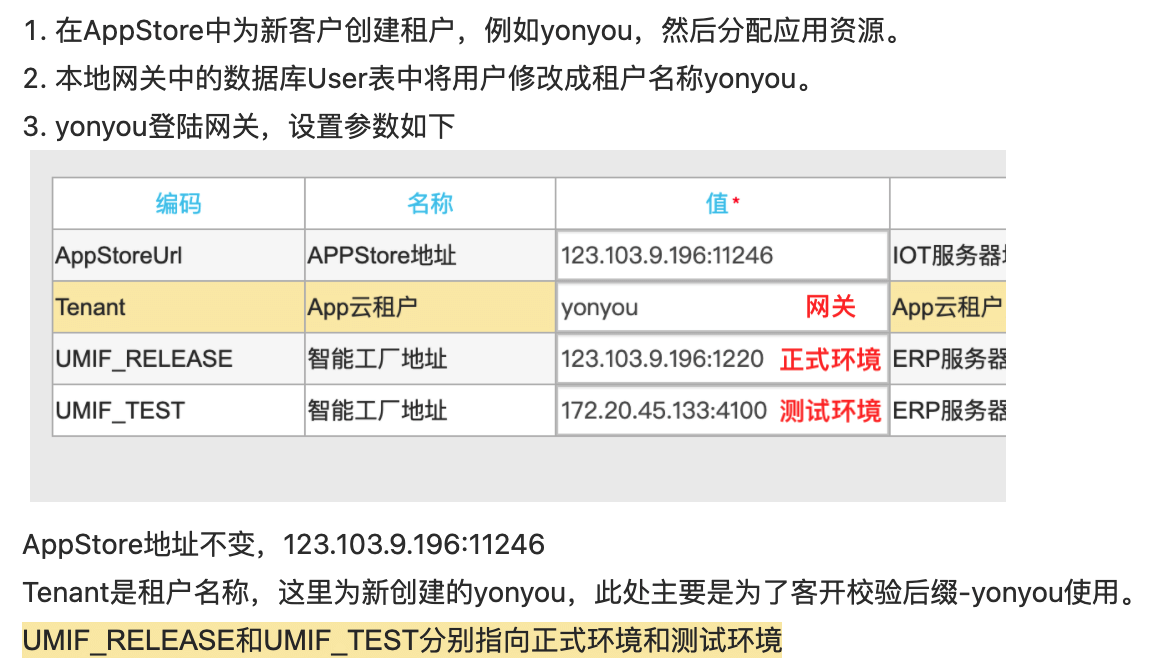 1. 在AppStore中为新客户创建租户，例如yonyou，然后分配应用资源。
2. 本地网关中的数据库User表中将用户修改成租户名称yonyou。
3. yonyou登陆网关，设置参数如下
编码 名称 值*
AppStoreUrl APPStore地址 123.103.9.196:11246 IOT服务器
Tenant App云租户 yonyou 网关 App云租户
UMIF_RELEASE 智能工厂地址 123.103.9.196:1220 正式环境 ERP服务器
UMIF_TEST 智能工厂地址 172.20.45.133:4100 测试环境 ERP服务器
AppStore地址不变，123.103.9.196:11246
Tenant是租户名称，这里为新创建的yonyou，此处主要是为了客开校验后缀-yonyou使用。
UMIF_RELEASE和UMIF_TEST分别指向正式环境和测试环境